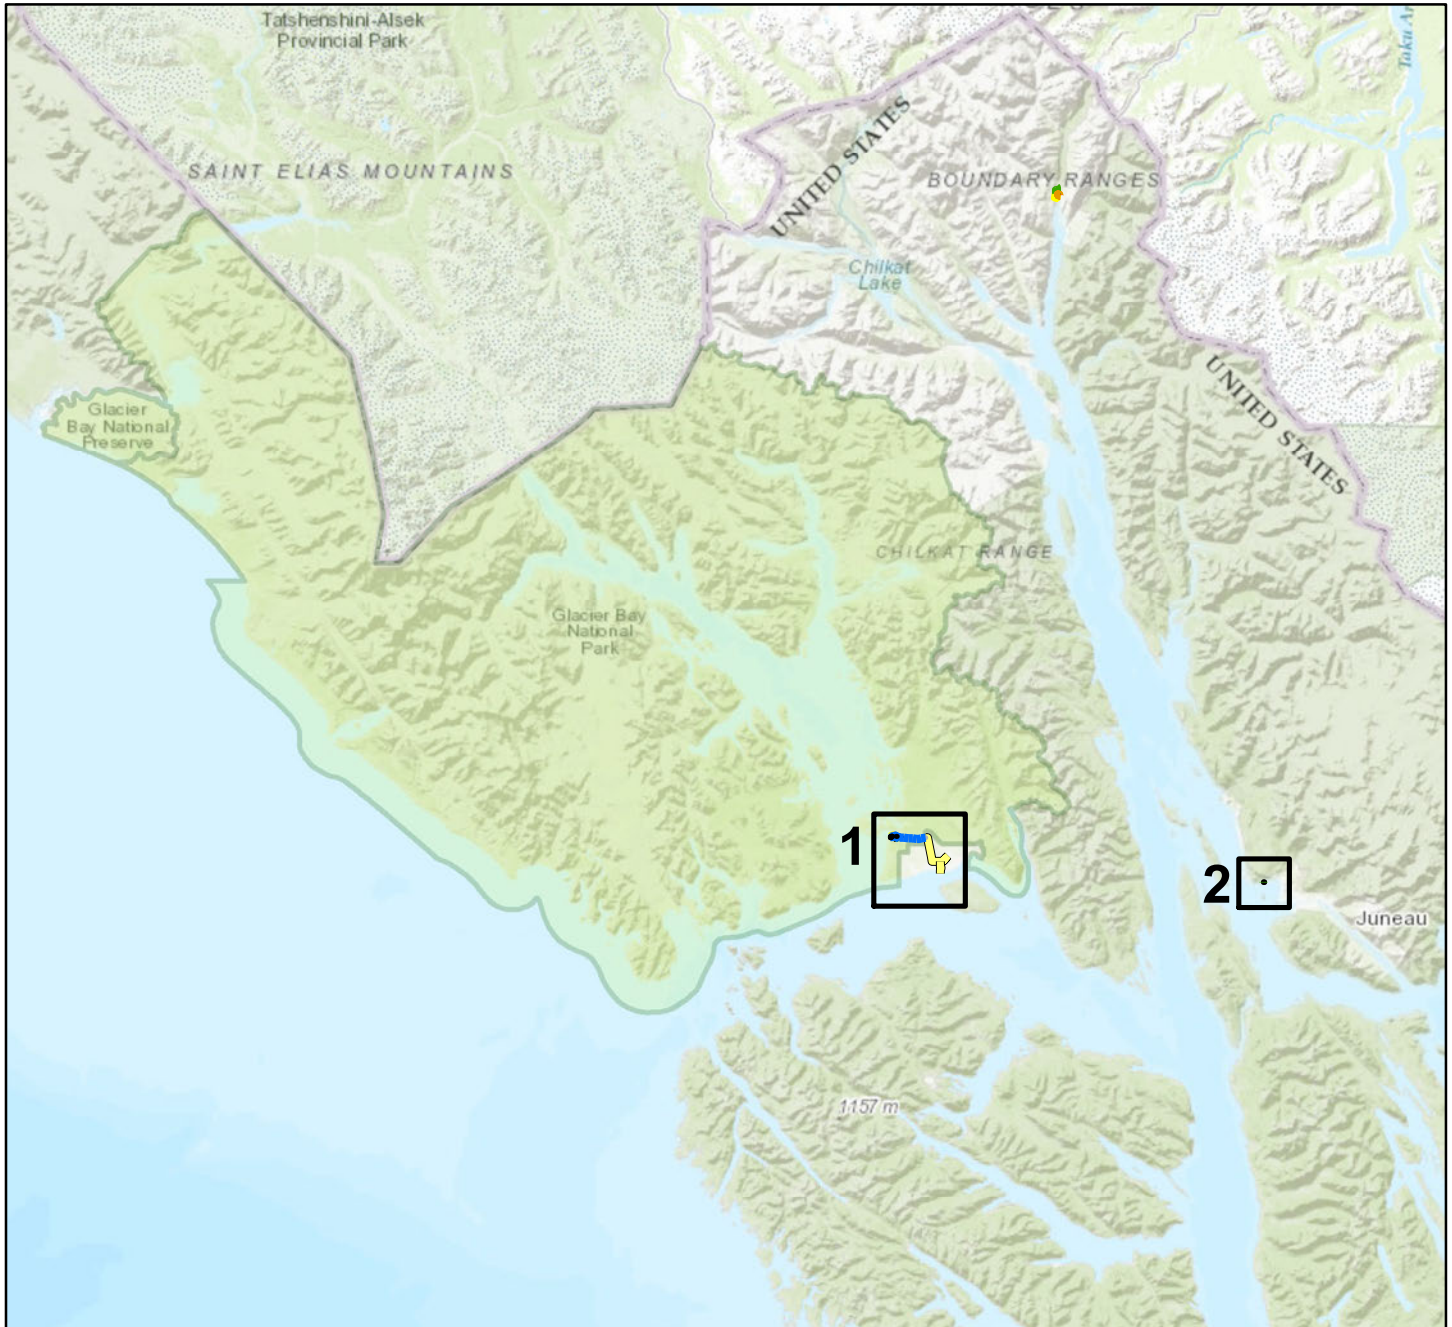 Tatshenshini-Alsek
Provincial Park
SAINT ELIAS MOUNTAINS
UNITED STATES
BOUNDARY RANGES
Chilkat
Lake
UNITED STATES
Glacier
Bay National
Preserve
CHILKAT RANGE
Glacier Bay
National
Park
1
2
Juneau
1157 m